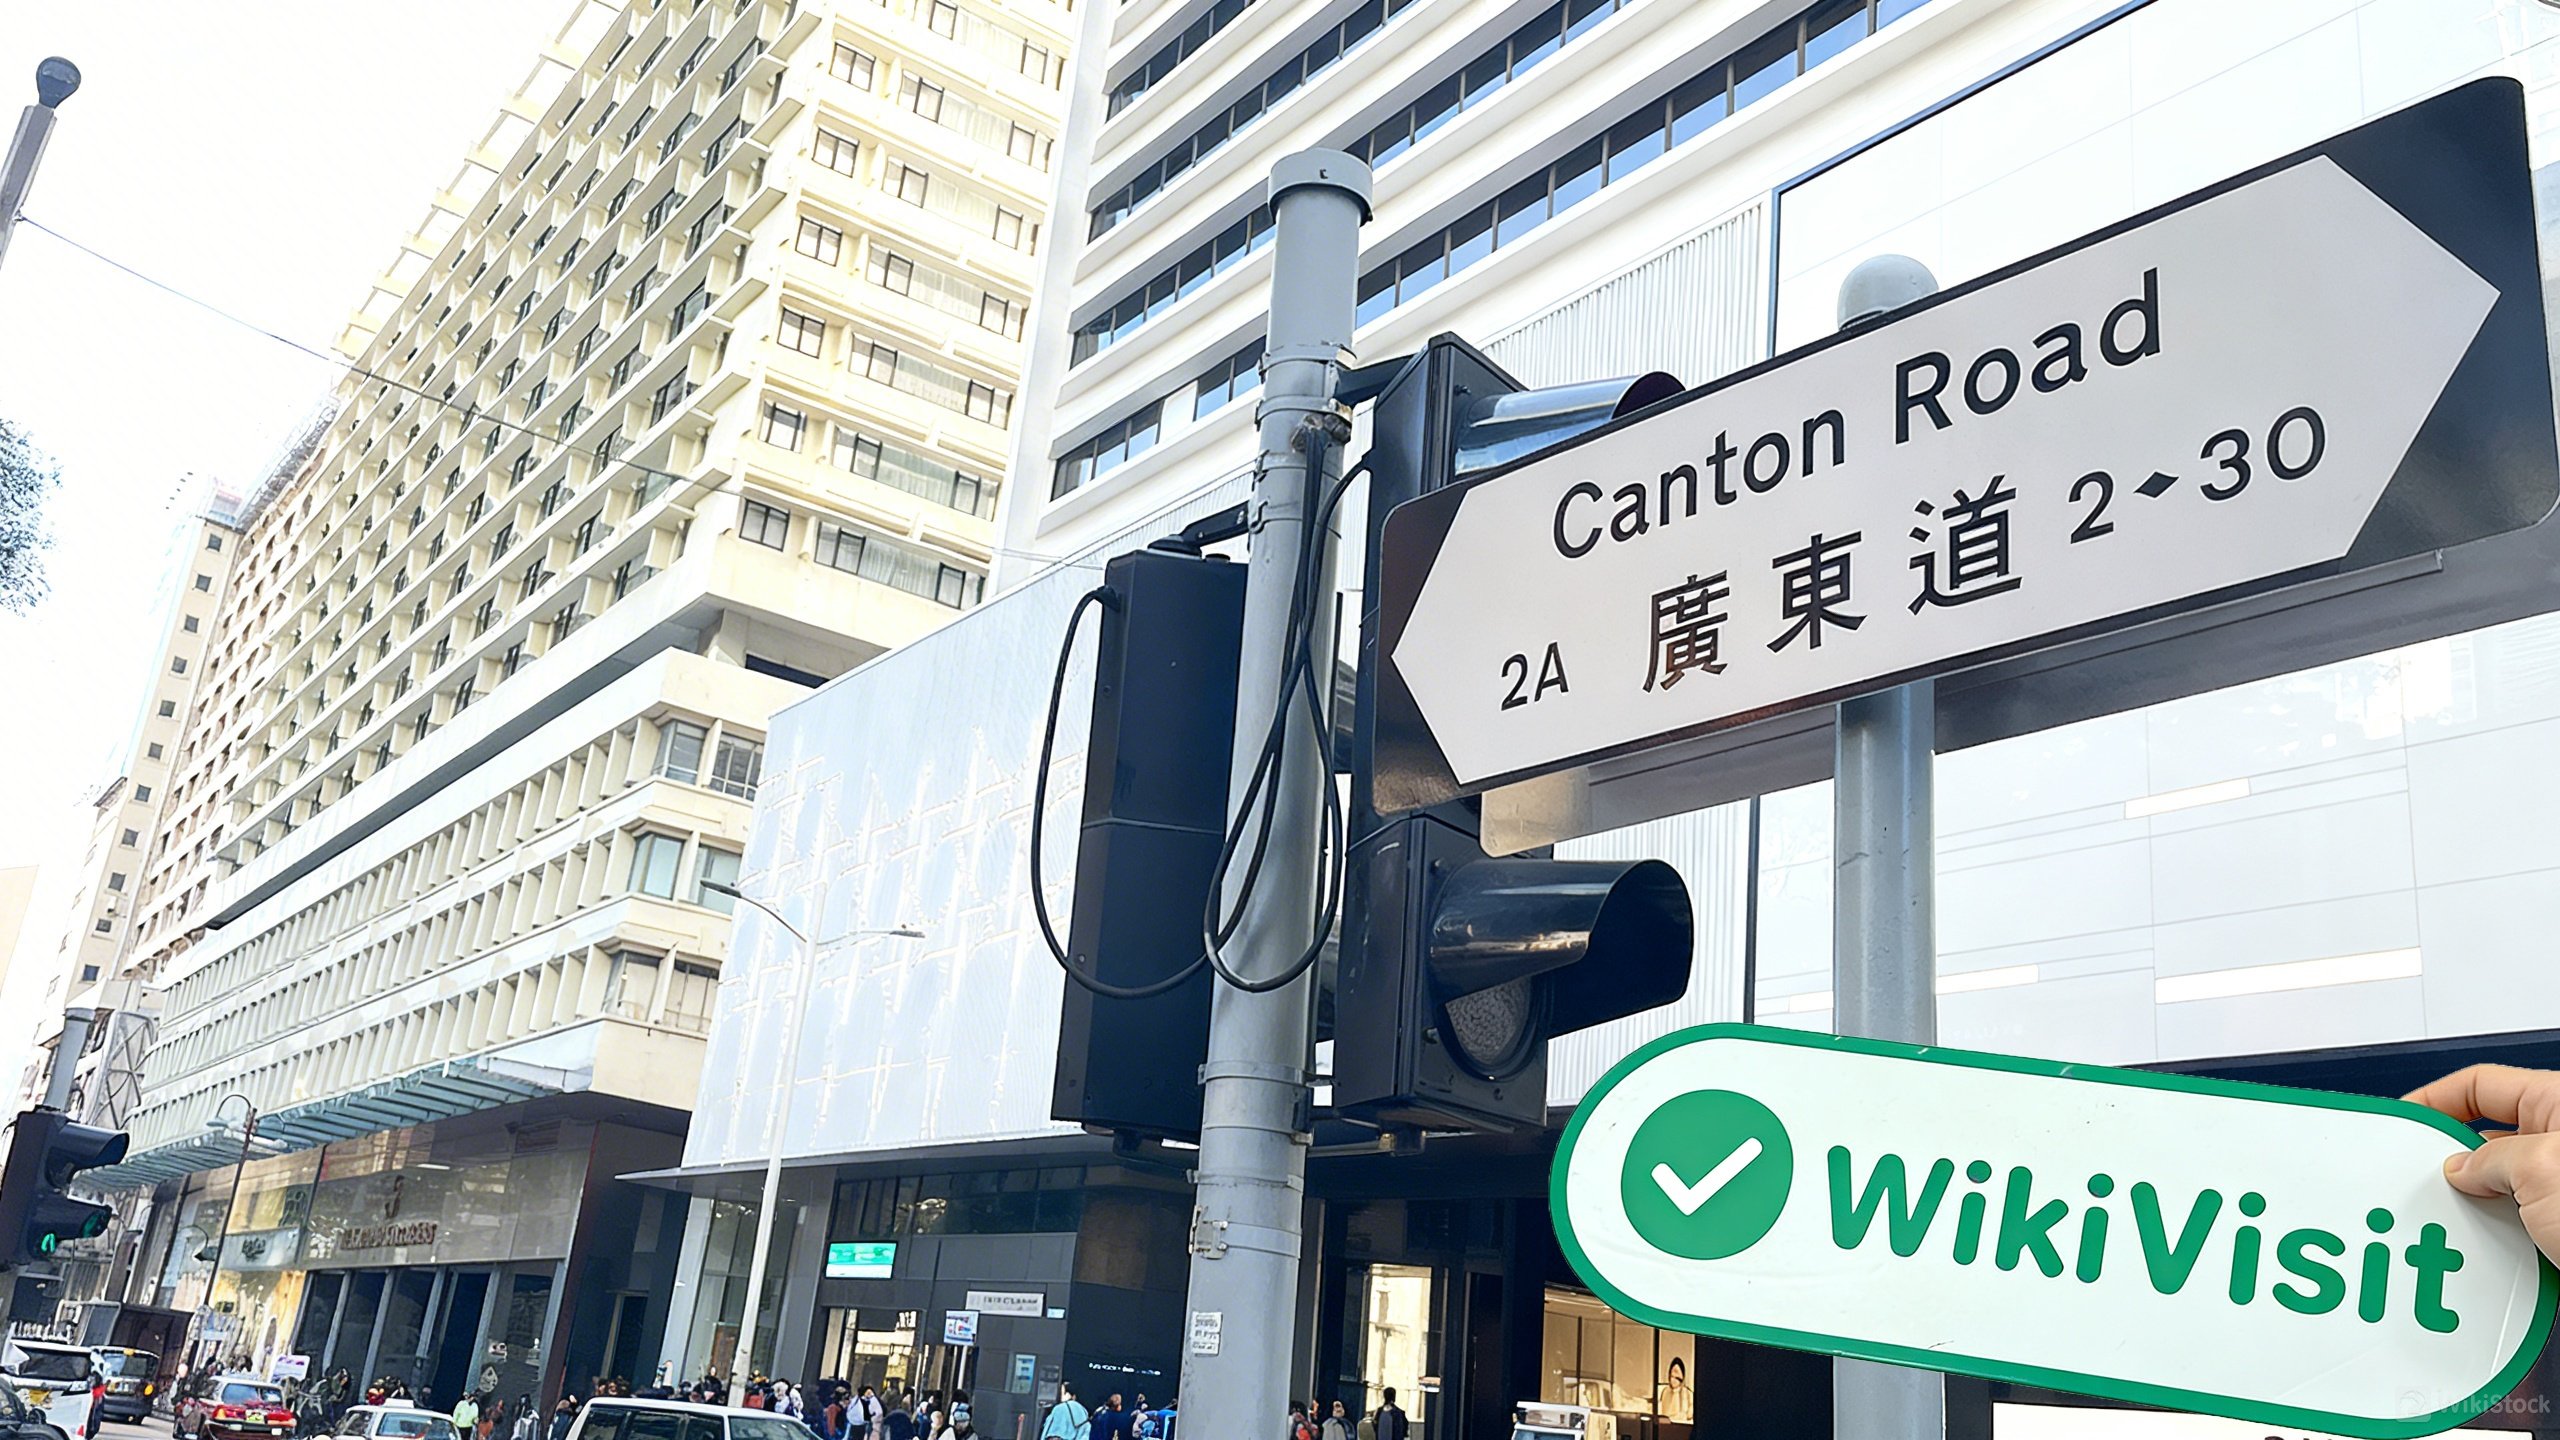 Canton Road
2A 廣東道 2⬥30
WikiVisit
WikiStock